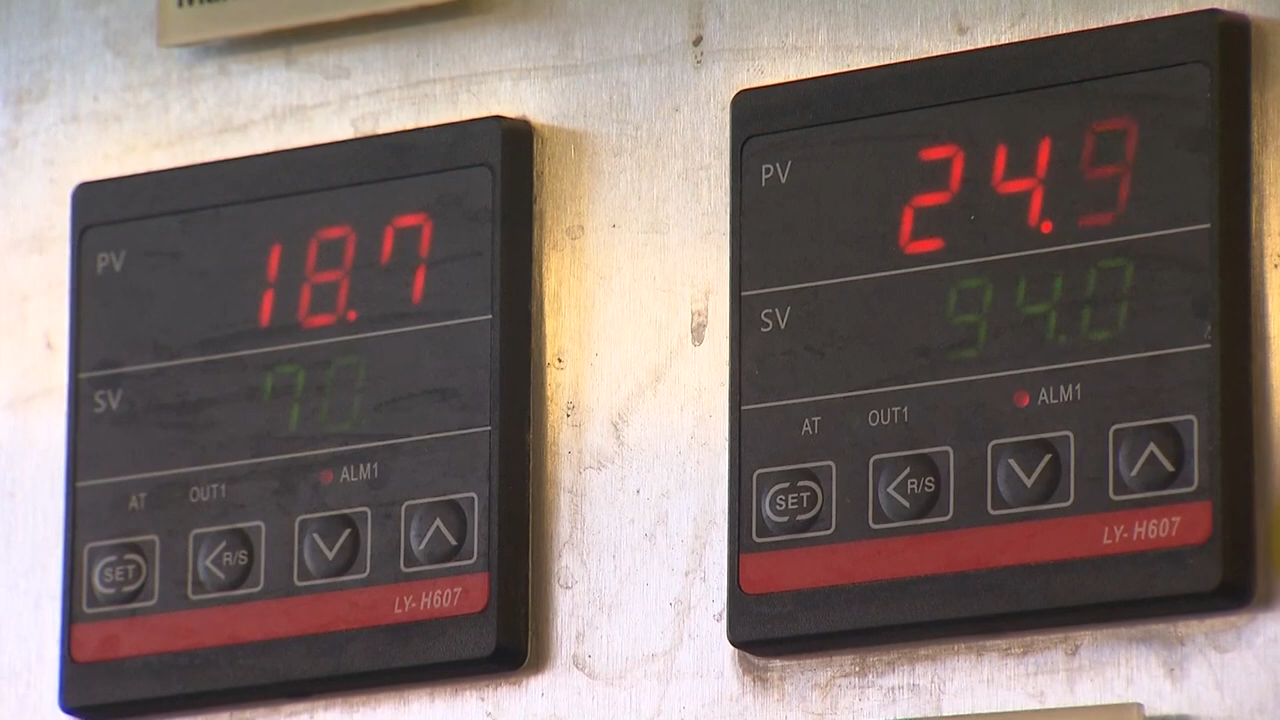 PV 18.7
SV 70.
AT OUT1 ALM1
SET R/S
LY-H607
PV 24.9
SV 94.0
AT OUT1 ALM1
SET R/S
LY-H607